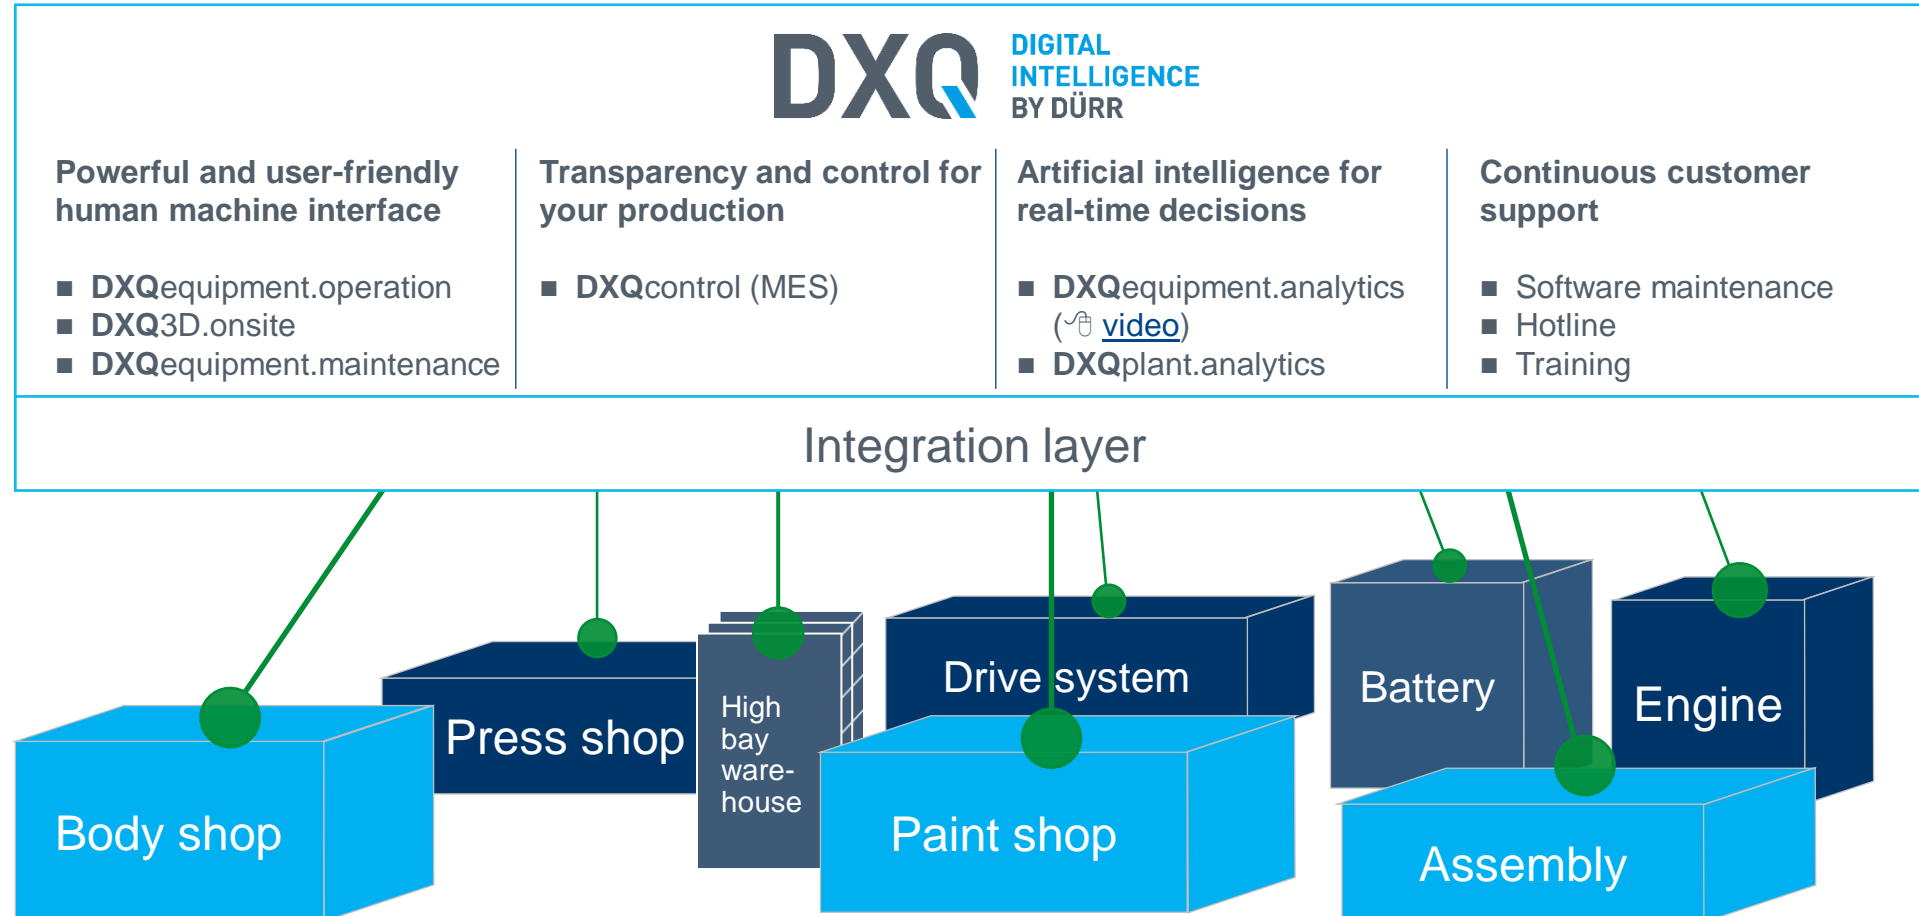 DXQ
DIGITAL
INTELLIGENCE
BY DÜRR
Powerful and user-friendly
human machine interface
■ DXQequipment.operation
■ DXQ3D.onsite
■ DXQequipment.maintenance
Transparency and control for
your production
■ DXQcontrol (MES)
Artificial intelligence for
real-time decisions
■ DXQequipment.analytics
(🖱 video)
■ DXQplant.analytics
Continuous customer
support
■ Software maintenance
■ Hotline
■ Training
Integration layer
Body shop
Press shop
High
bay
ware-
house
Drive system
Paint shop
Battery
Assembly
Engine